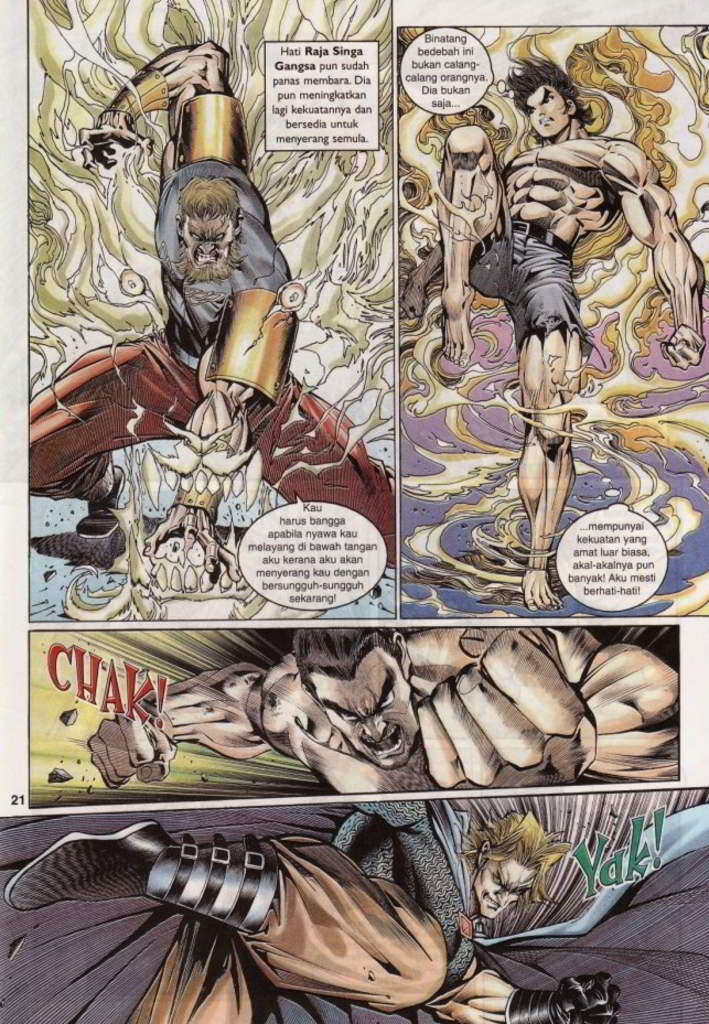 Hati Raja Singa
Gangsa pun sudah
panas membara. Dia
pun meningkatkan
lagi kekuatannya dan
bersedia untuk
menyerang semula.
Binatang
bedebah ini
bukan calang-
calang orangnya.
Dia bukan
saja...
Kau
harus bangga
apabila nyawa kau
melayang di bawah tangan
aku kerana aku akan
menyerang kau dengan
bersungguh-sungguh
sekarang!
...mempunyai
kekuatan yang
amat luar biasa,
akal-akalnya pun
banyak! Aku mesti
berhati-hati!
CHAK!
21
Yak!